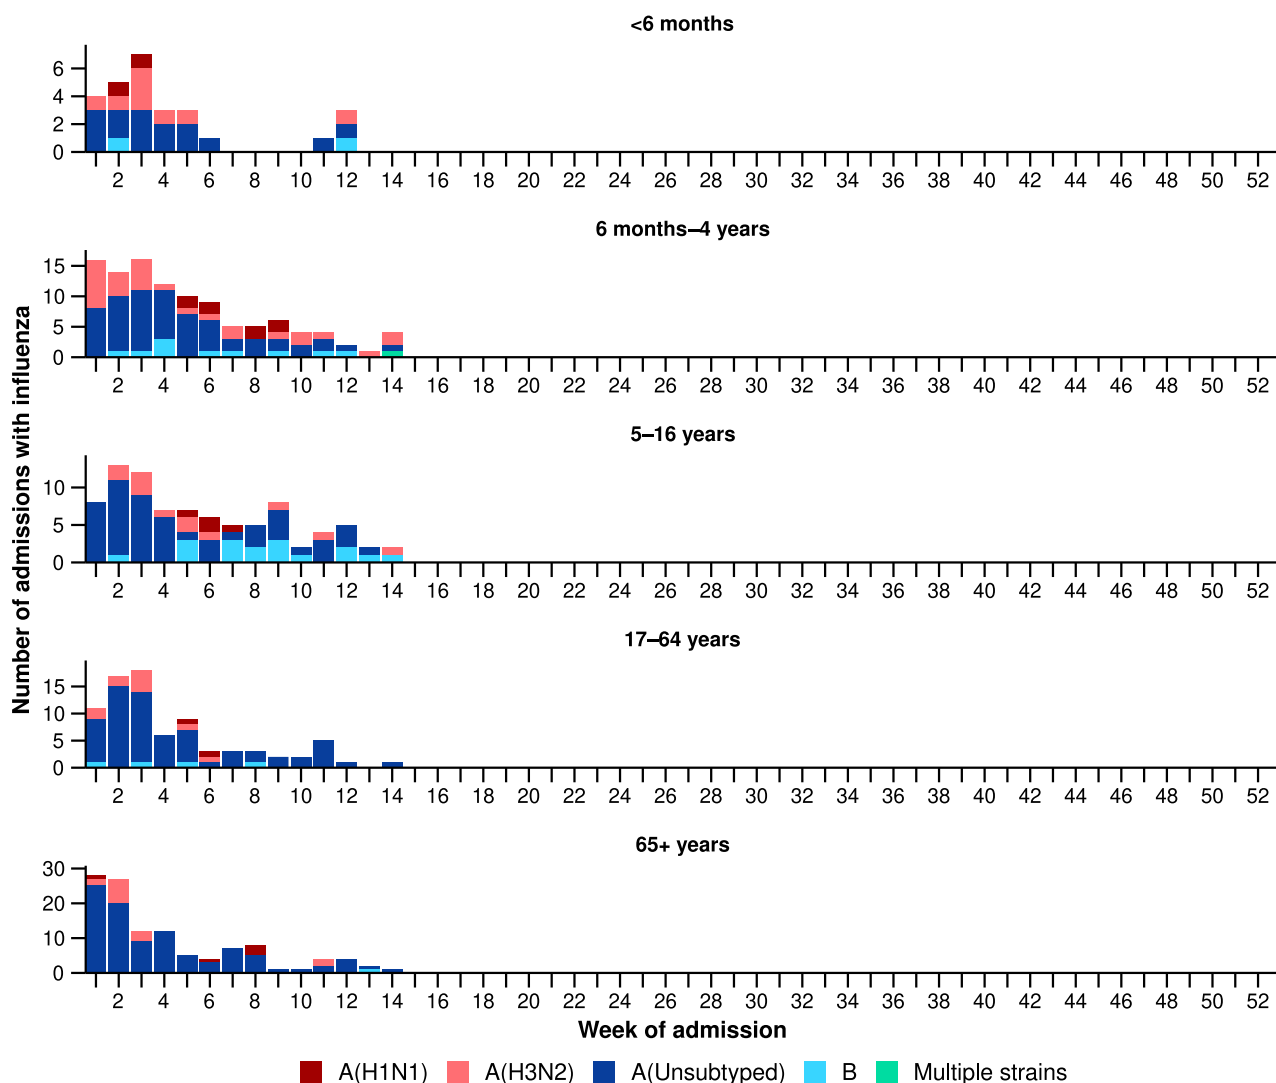 <6 months
6
4
2
0
2 4 6 8 10 12 14 16 18 20 22 24 26 28 30 32 34 36 38 40 42 44 46 48 50 52
6 months–4 years
15
10
5
0
2 4 6 8 10 12 14 16 18 20 22 24 26 28 30 32 34 36 38 40 42 44 46 48 50 52
5–16 years
10
5
0
2 4 6 8 10 12 14 16 18 20 22 24 26 28 30 32 34 36 38 40 42 44 46 48 50 52
17–64 years
15
10
5
0
2 4 6 8 10 12 14 16 18 20 22 24 26 28 30 32 34 36 38 40 42 44 46 48 50 52
65+ years
30
20
10
0
2 4 6 8 10 12 14 16 18 20 22 24 26 28 30 32 34 36 38 40 42 44 46 48 50 52
Number of admissions with influenza
Week of admission
A(H1N1) A(H3N2) A(Unsubtyped) B Multiple strains